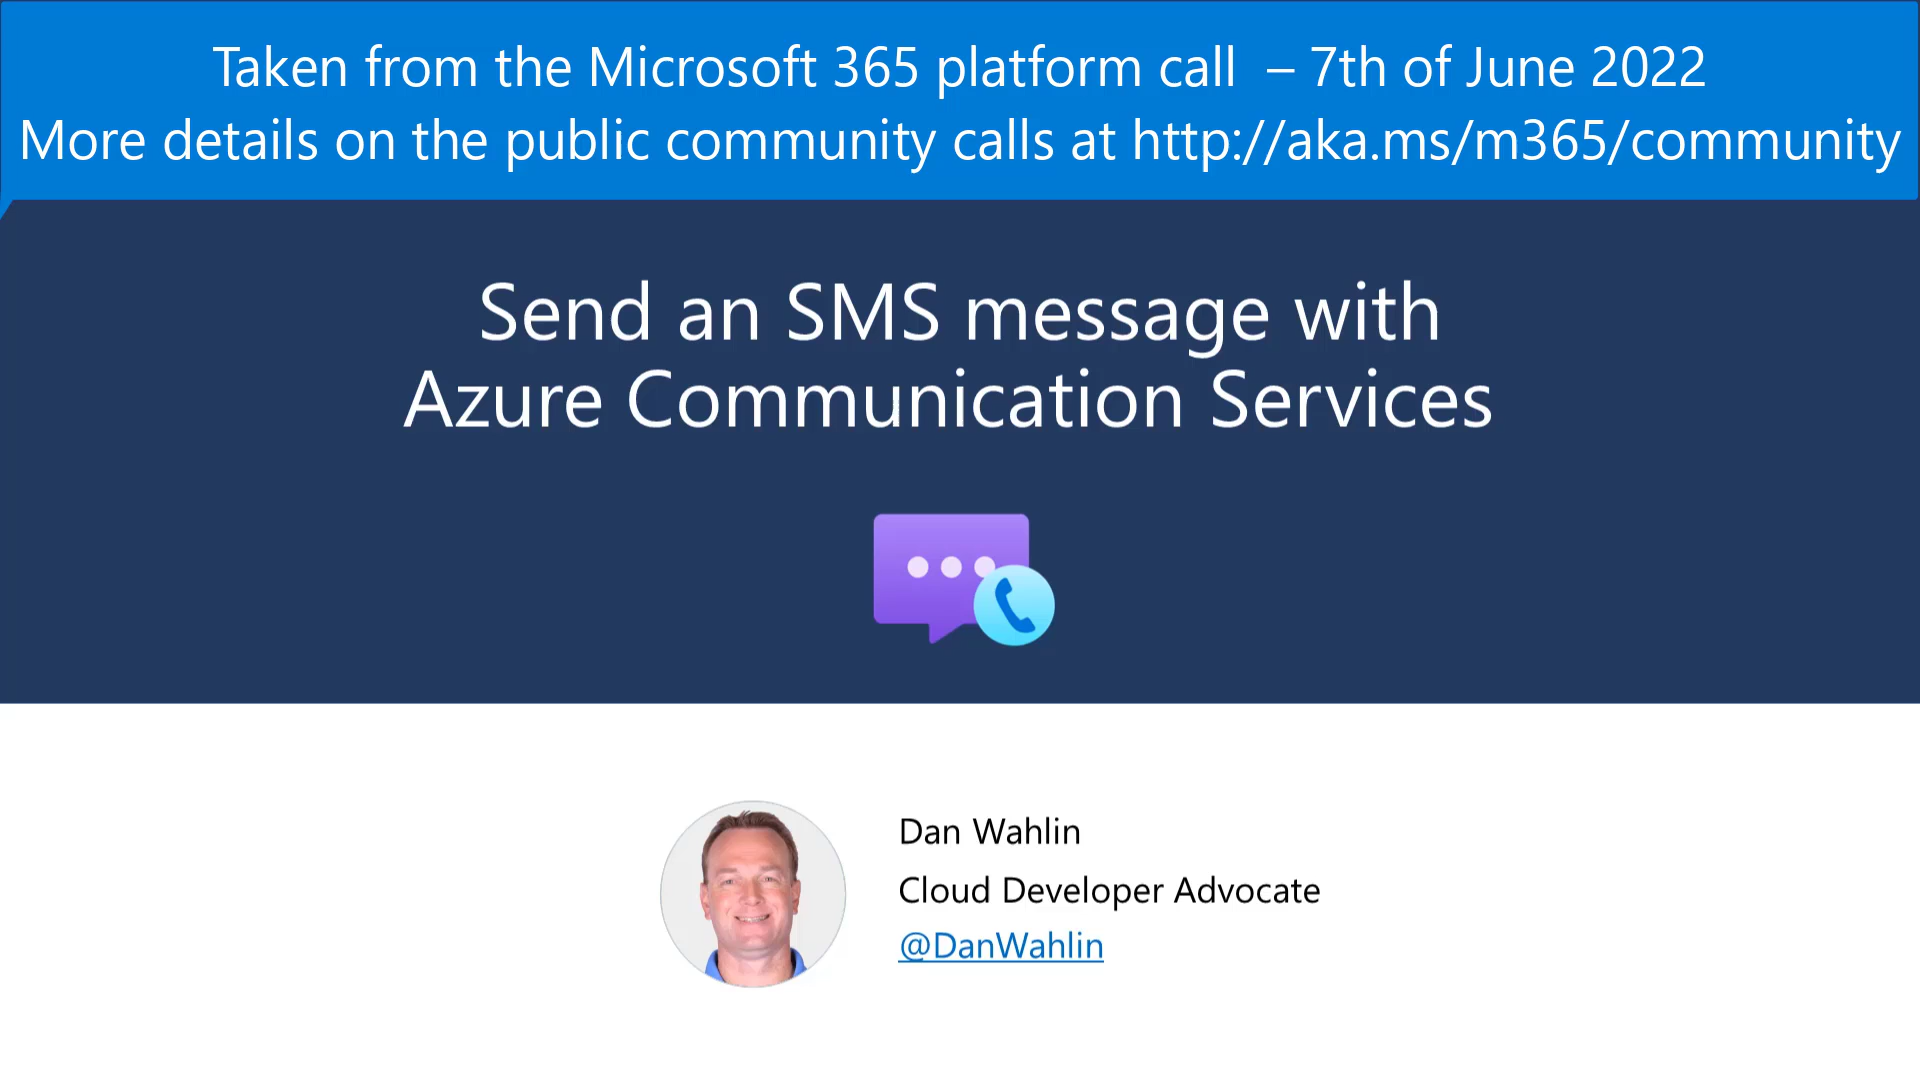 Taken from the Microsoft 365 platform call – 7th of June 2022
More details on the public community calls at http://aka.ms/m365/community
Send an SMS message with
Azure Communication Services
Dan Wahlin
Cloud Developer Advocate
@DanWahlin